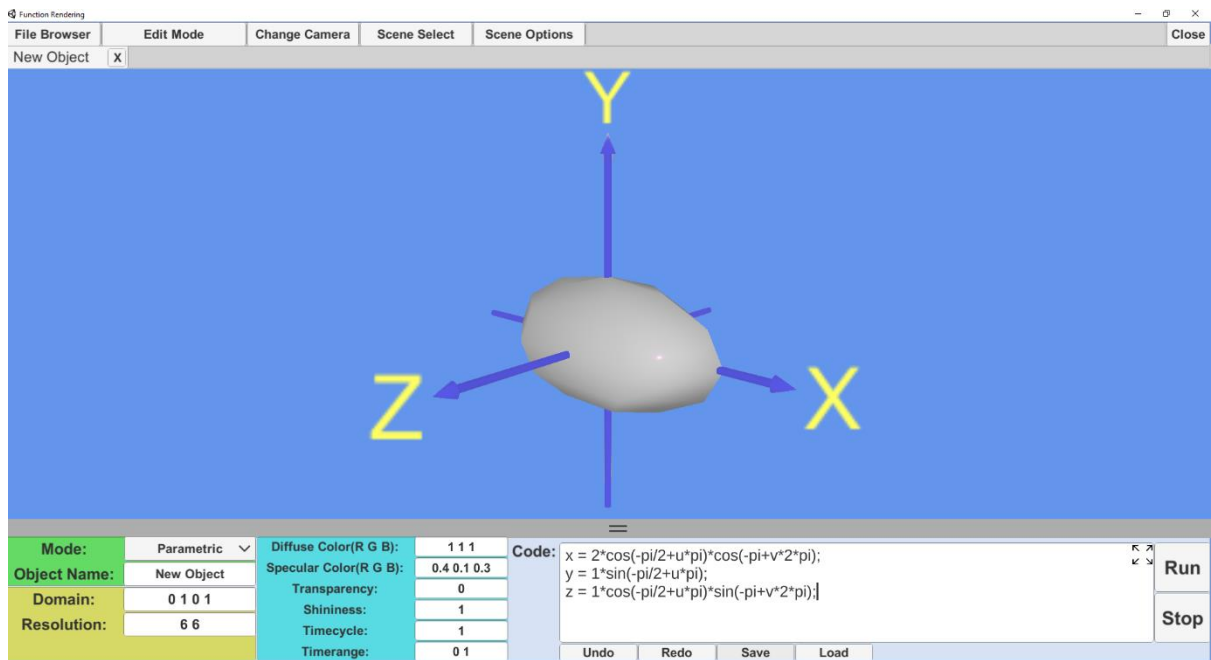 Function Rendering
File Browser Edit Mode Change Camera Scene Select Scene Options Close
New Object X
Y
Z
X
Mode: Parametric
Object Name: New Object
Domain: 0 1 0 1
Resolution: 6 6
Diffuse Color(R G B): 1 1 1
Specular Color(R G B): 0.4 0.1 0.3
Transparency: 0
Shininess: 1
Timecycle: 1
Timerange: 0 1
Code:
x = 2*cos(-pi/2+u*pi)*cos(-pi+v*2*pi);
y = 1*sin(-pi/2+u*pi);
z = 1*cos(-pi/2+u*pi)*sin(-pi+v*2*pi);
Run
Stop
Undo Redo Save Load